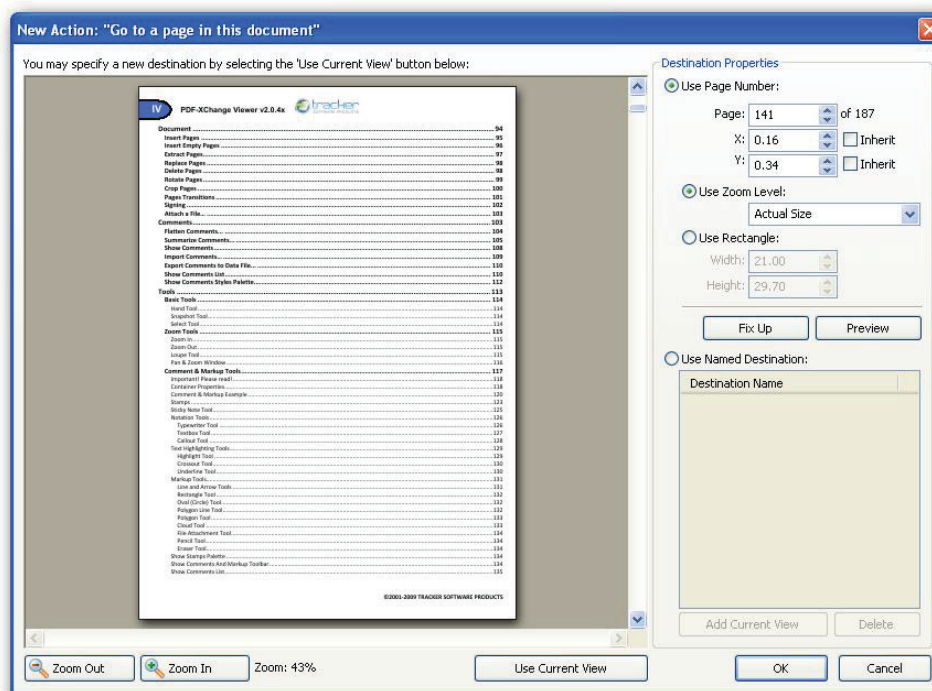 New Action: "Go to a page in this document"
You may specify a new destination by selecting the 'Use Current View' button below:
IV PDF-XChange Viewer v2.0.4x tracker SOFTWARE PRODUCTS
Document 94
Insert Pages 95
Insert Empty Pages 96
Extract Pages 97
Replace Pages 98
Delete Pages 98
Rotate Pages 99
Crop Pages 100
Pages Transitions 101
Signing 102
Attach a File... 103
Comments 103
Flatten Comments... 104
Summarize Comments... 105
Show Comments 108
Import Comments... 109
Export Comments to Data File... 110
Show Comments List 110
Show Comments Styles Palette 112
Tools 113
Basic Tools 114
Hand Tool 114
Snapshot Tool 114
Select Tool 114
Zoom Tools 115
Zoom In 115
Zoom Out 115
Loupe Tool 115
Pan & Zoom Window 116
Comment & Markup Tools 117
Important! Please read! 118
Container Properties 118
Comment & Markup Example 120
Stamps 123
Sticky Note Tool 125
Notation Tools 126
Typewriter Tool 126
Textbox Tool 127
Callout Tool 128
Text Highlighting Tools 129
Highlight Tool 129
Crossout Tool 130
Underline Tool 130
Markup Tools 131
Line and Arrow Tools 131
Rectangle Tool 132
Oval (Circle) Tool 132
Polygon Line Tool 132
Polygon Tool 133
Cloud Tool 133
File Attachment Tool 134
Pencil Tool 134
Eraser Tool 134
Show Stamps Palette 134
Show Comments And Markup Toolbar 134
Show Comments List 135
©2001-2009 TRACKER SOFTWARE PRODUCTS
Zoom Out
Zoom In
Zoom: 43%
Use Current View
Destination Properties
Use Page Number:
Page: 141 of 187
X: 0.16 Inherit
Y: 0.34 Inherit
Use Zoom Level:
Actual Size
Use Rectangle:
Width: 21.00
Height: 29.70
Fix Up Preview
Use Named Destination:
Destination Name
Add Current View Delete
OK Cancel